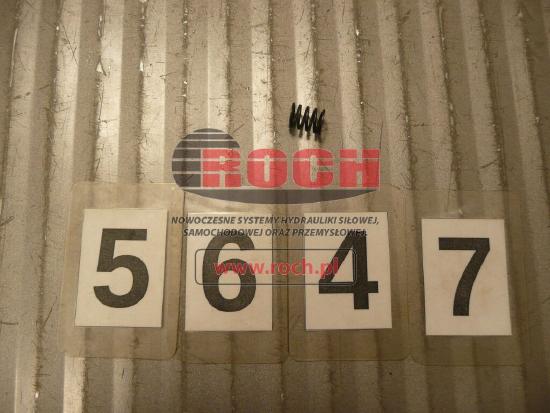 ROCH
NOWOCZESNE SYSTEMY HYDRAULIKI SIŁOWEJ,
SAMOCHODOWEJ ORAZ PRZEMYSŁOWEJ.
www.roch.pl
5 6 4 7